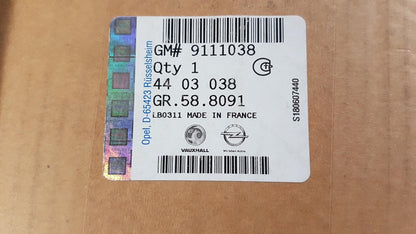 GM# 9111038
Qty 1
44 03 038
GR.58.8091
LB0311 MADE IN FRANCE
VAUXHALL
Opel, D-65423 Rüsselsheim
S180607440